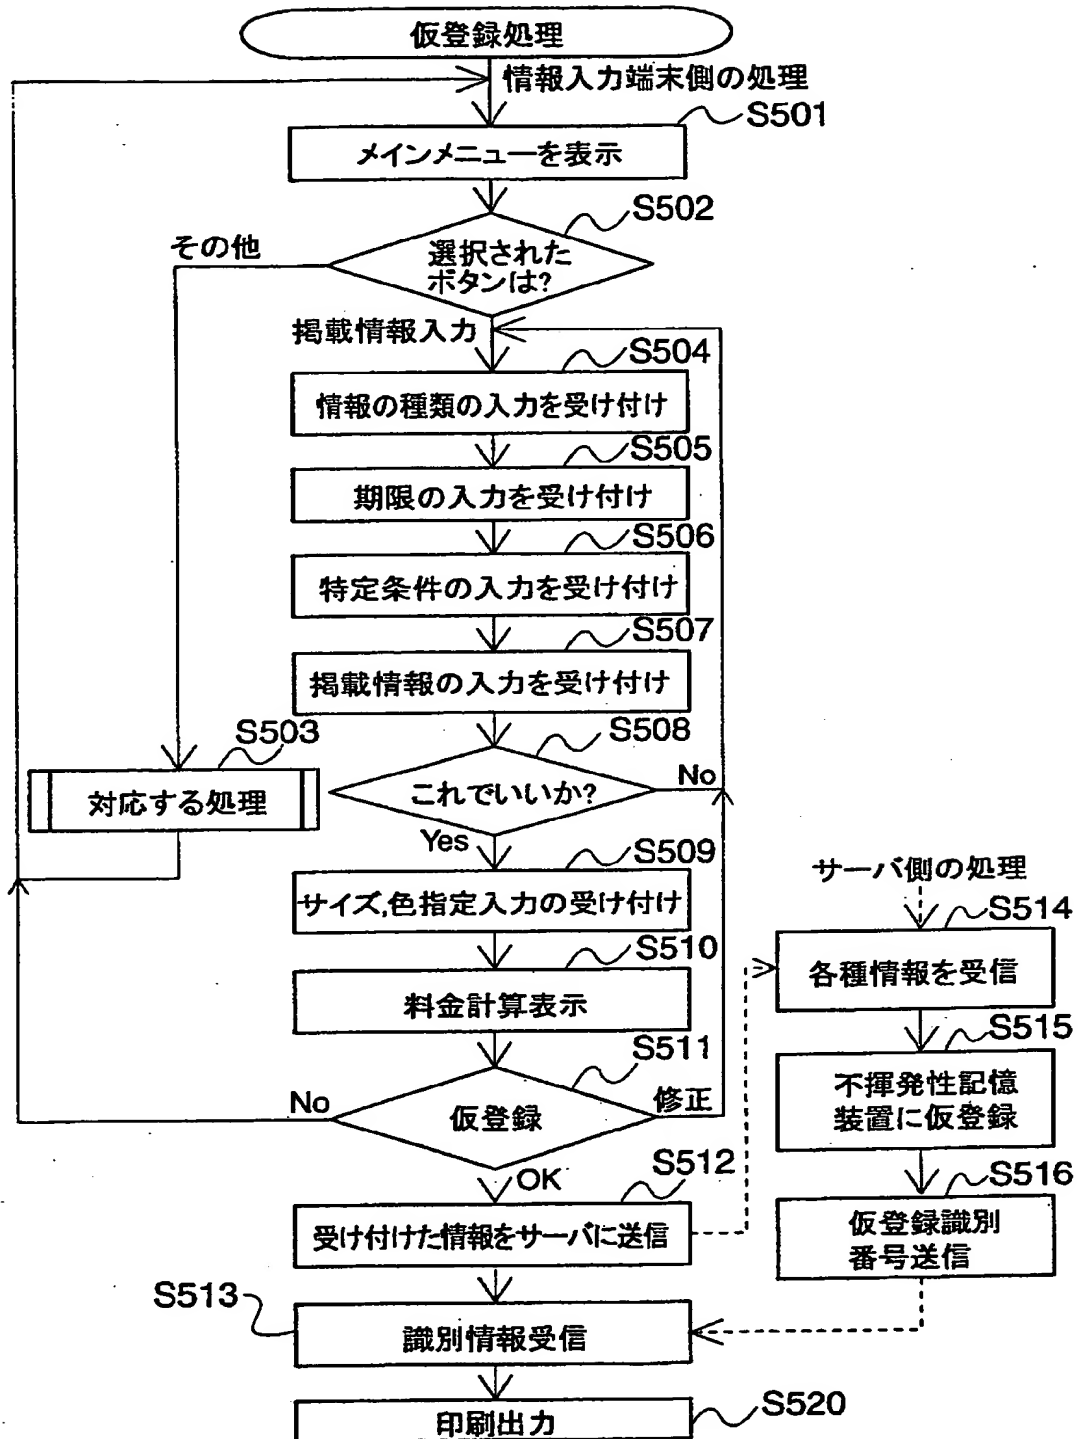 仮登録処理
情報入力端末側の処理
S501
メインメニューを表示
S502
その他
選択された
ボタンは?
掲載情報入力
S504
情報の種類の入力を受け付け
S505
期限の入力を受け付け
S506
特定条件の入力を受け付け
S507
掲載情報の入力を受け付け
S503
S508
対応する処理
これでいいか?
No
Yes
S509
サイズ,色指定入力の受け付け
サーバ側の処理
S514
S510
各種情報を受信
料金計算表示
S511
S515
No
仮登録
修正
不揮発性記憶
装置に仮登録
OK
S512
S516
受け付けた情報をサーバに送信
仮登録識別
番号送信
S513
識別情報受信
S520
印刷出力